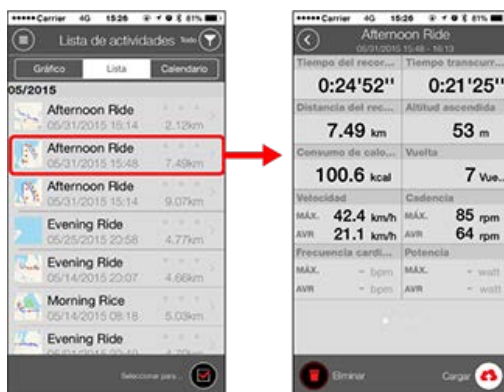 Carrier 4G 15:26 81%
Lista de actividades Todo
Gráfico Lista Calendario
05/2015
Afternoon Ride
05/31/2015 15:14 2.12km
Afternoon Ride
05/31/2015 15:48 7.49km
Afternoon Ride
05/31/2015 15:14 9.07km
Evening Ride
05/25/2015 20:58 4.77km
Evening Ride
05/14/2015 22:07 4.66km
Morning Rice
05/14/2015 08:18 5.03km
Evening Ride
Seleccionar para...
Carrier 4G 15:26 81%
Afternoon Ride
05/31/2015 15:48 - 16:13
Tiempo del recor... Tiempo transcurr...
0:24'52" 0:21'25"
Distancia del rec... Altitud ascendida
7.49 km 53 m
Consumo de calo... Vuelta
100.6 kcal 7 Vue..
Velocidad Cadencia
MÁX. 42.4 km/h MÁX. 85 rpm
AVR 21.1 km/h AVR 64 rpm
Frecuencia cardi... Potencia
MÁX. - bpm MÁX. - watt
AVR - bpm AVR - watt
Eliminar Cargar